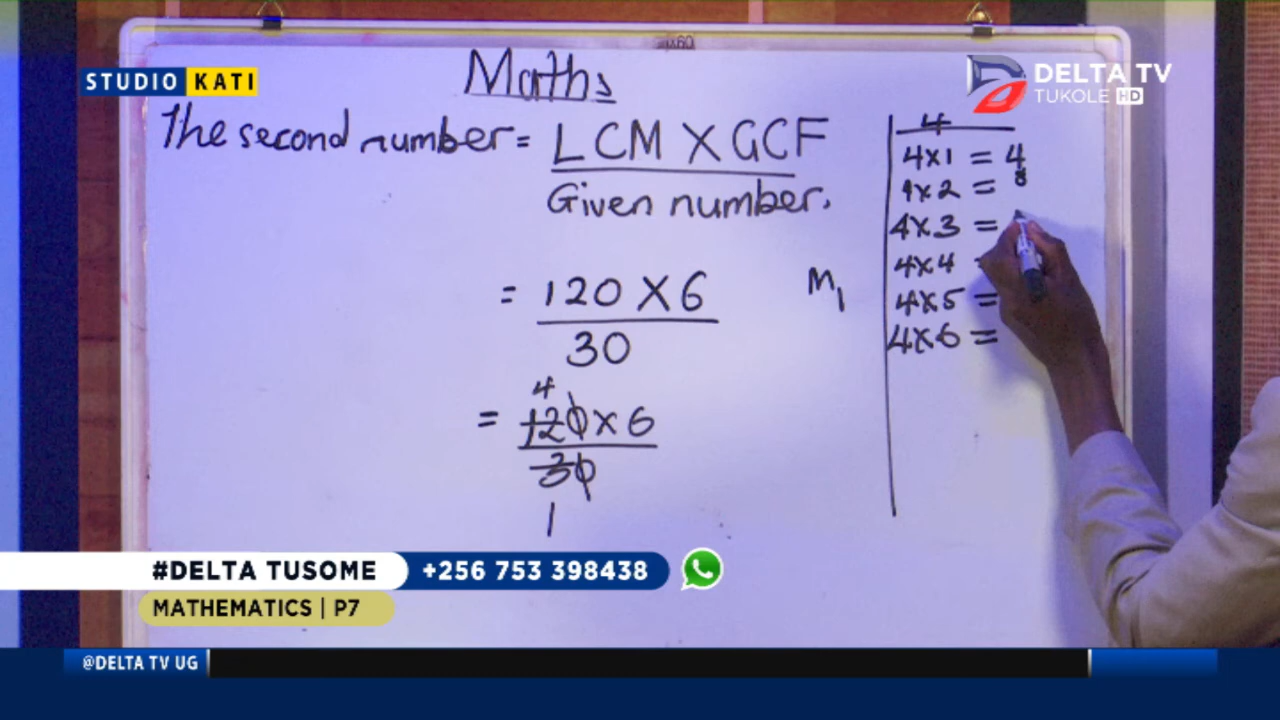 STUDIO KATI
DELTA TV
TUKOLE HD
Maths
The second number = LCM X GCF
Given number.
= 120 X 6
30
M1
4
= 120 x 6
30
1
4
4x1 = 4
4x2 = 8
4x3 =
4x4
4x5 =
4x6 =
#DELTA TUSOME +256 753 398438
MATHEMATICS | P7
@DELTA TV UG